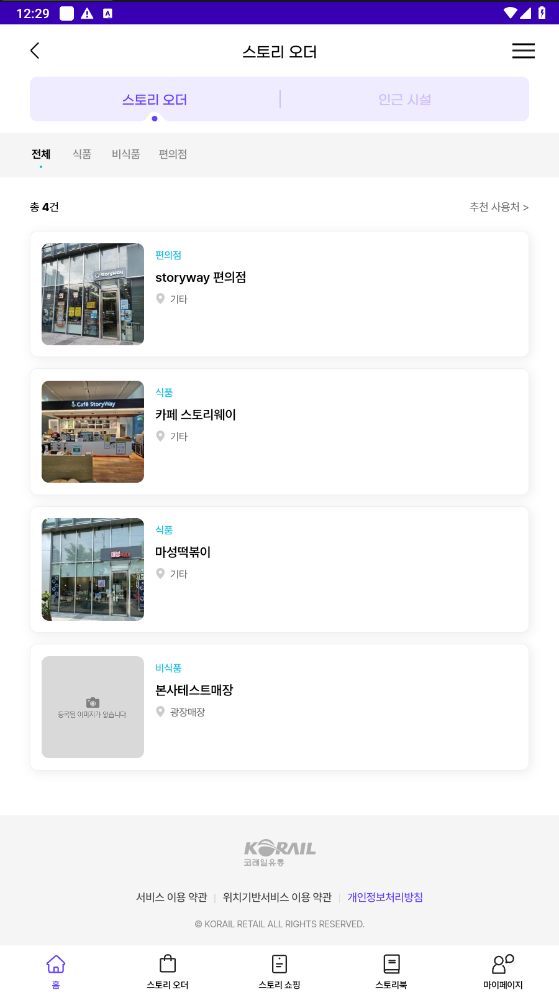 12:29
스토리 오더
스토리 오더
인근 시설
전체 식품 비식품 편의점
총 4건
추천 사용처 >
storyway
편의점
storyway 편의점
기타
Café StoryWay
식품
카페 스토리웨이
기타
식품
마성떡볶이
기타
등록된 이미지가 없습니다
비식품
본사테스트매장
광장매장
KORAIL
코레일유통
서비스 이용 약관 | 위치기반서비스 이용 약관 | 개인정보처리방침
© KORAIL RETAIL ALL RIGHTS RESERVED.
홈 스토리 오더 스토리 쇼핑 스토리북 마이페이지